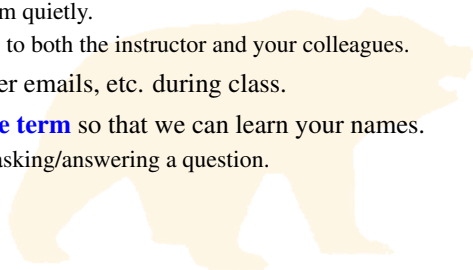 m quietly.
to both the instructor and your colleagues.
er emails, etc. during class.
e term so that we can learn your names.
asking/answering a question.